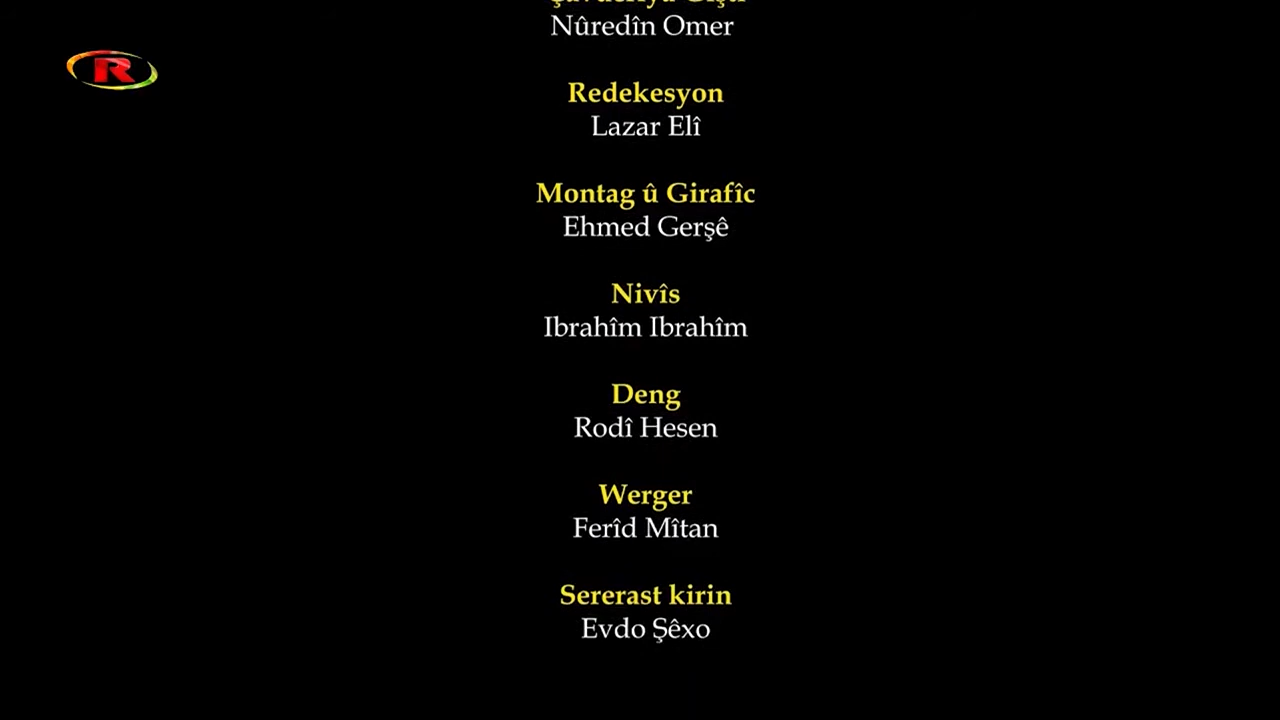 Nûredîn Omer
Redekesyon
Lazar Elî
Montag û Girafîc
Ehmed Gerşê
Nivîs
Ibrahîm Ibrahîm
Deng
Rodî Hesen
Werger
Ferîd Mîtan
Sererast kirin
Evdo Şêxo